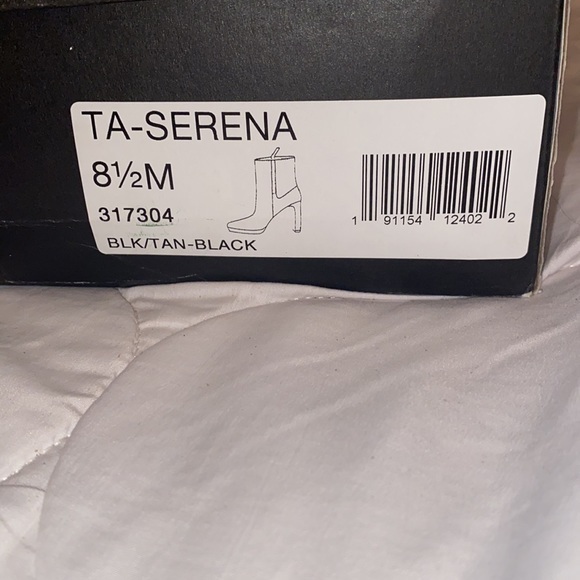 TA-SERENA
8½M
317304
BLK/TAN-BLACK
1 91154 12402 2